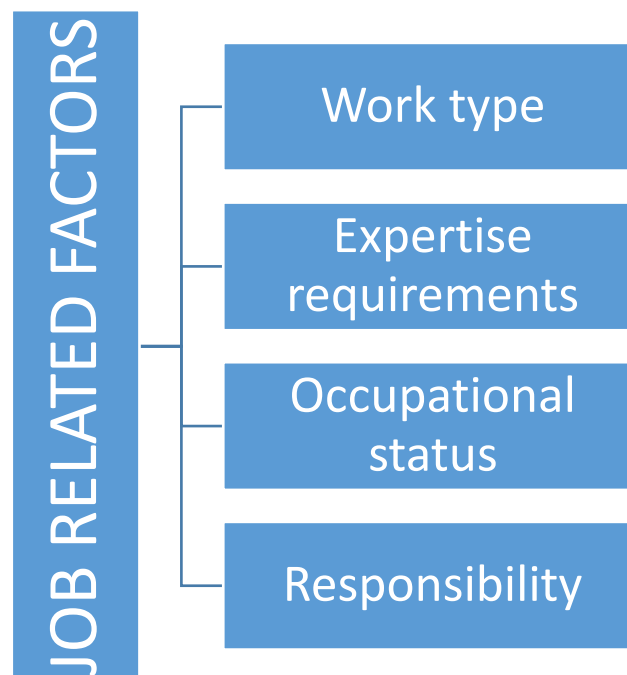 JOB RELATED FACTORS
Work type
Expertise
requirements
Occupational
status
Responsibility